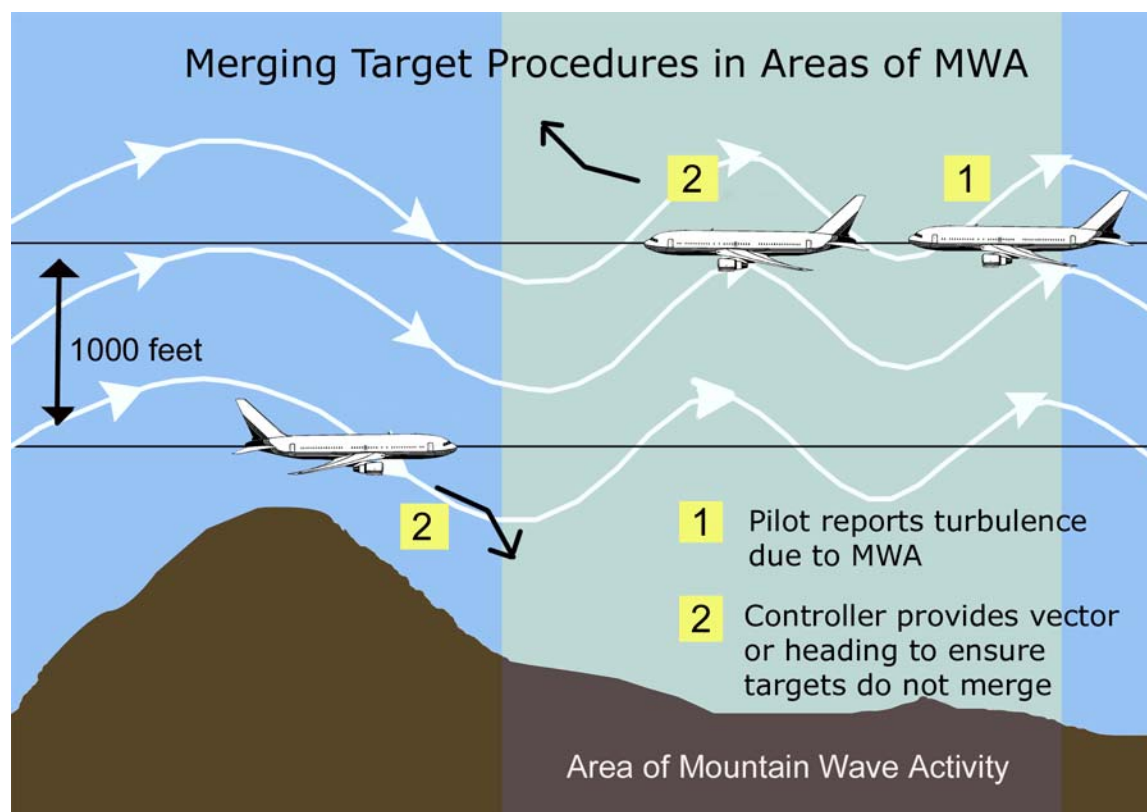 Merging Target Procedures in Areas of MWA
2
1
1000 feet
2
1 Pilot reports turbulence
due to MWA
2 Controller provides vector
or heading to ensure
targets do not merge
Area of Mountain Wave Activity